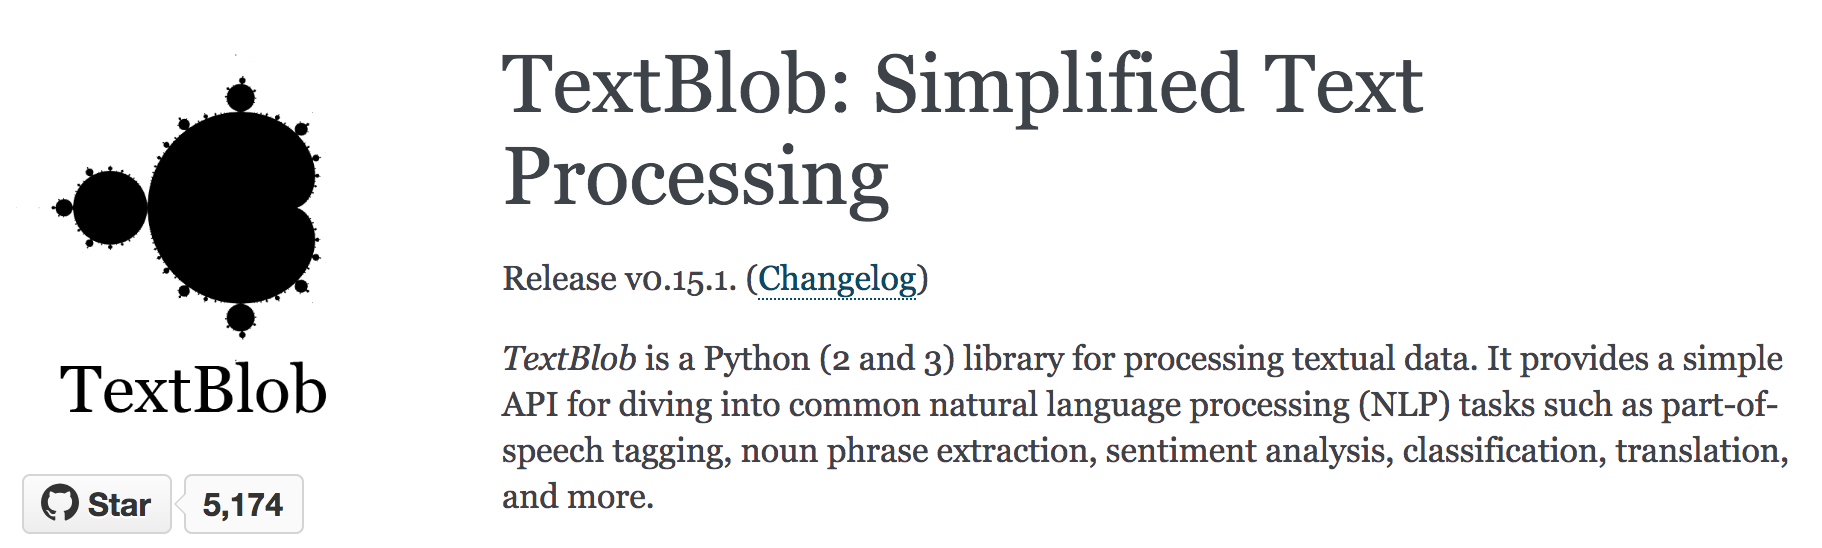 TextBlob: Simplified Text
Processing
Release v0.15.1. (Changelog)
TextBlob is a Python (2 and 3) library for processing textual data. It provides a simple
API for diving into common natural language processing (NLP) tasks such as part-of-
speech tagging, noun phrase extraction, sentiment analysis, classification, translation,
and more.
TextBlob
Star 5,174